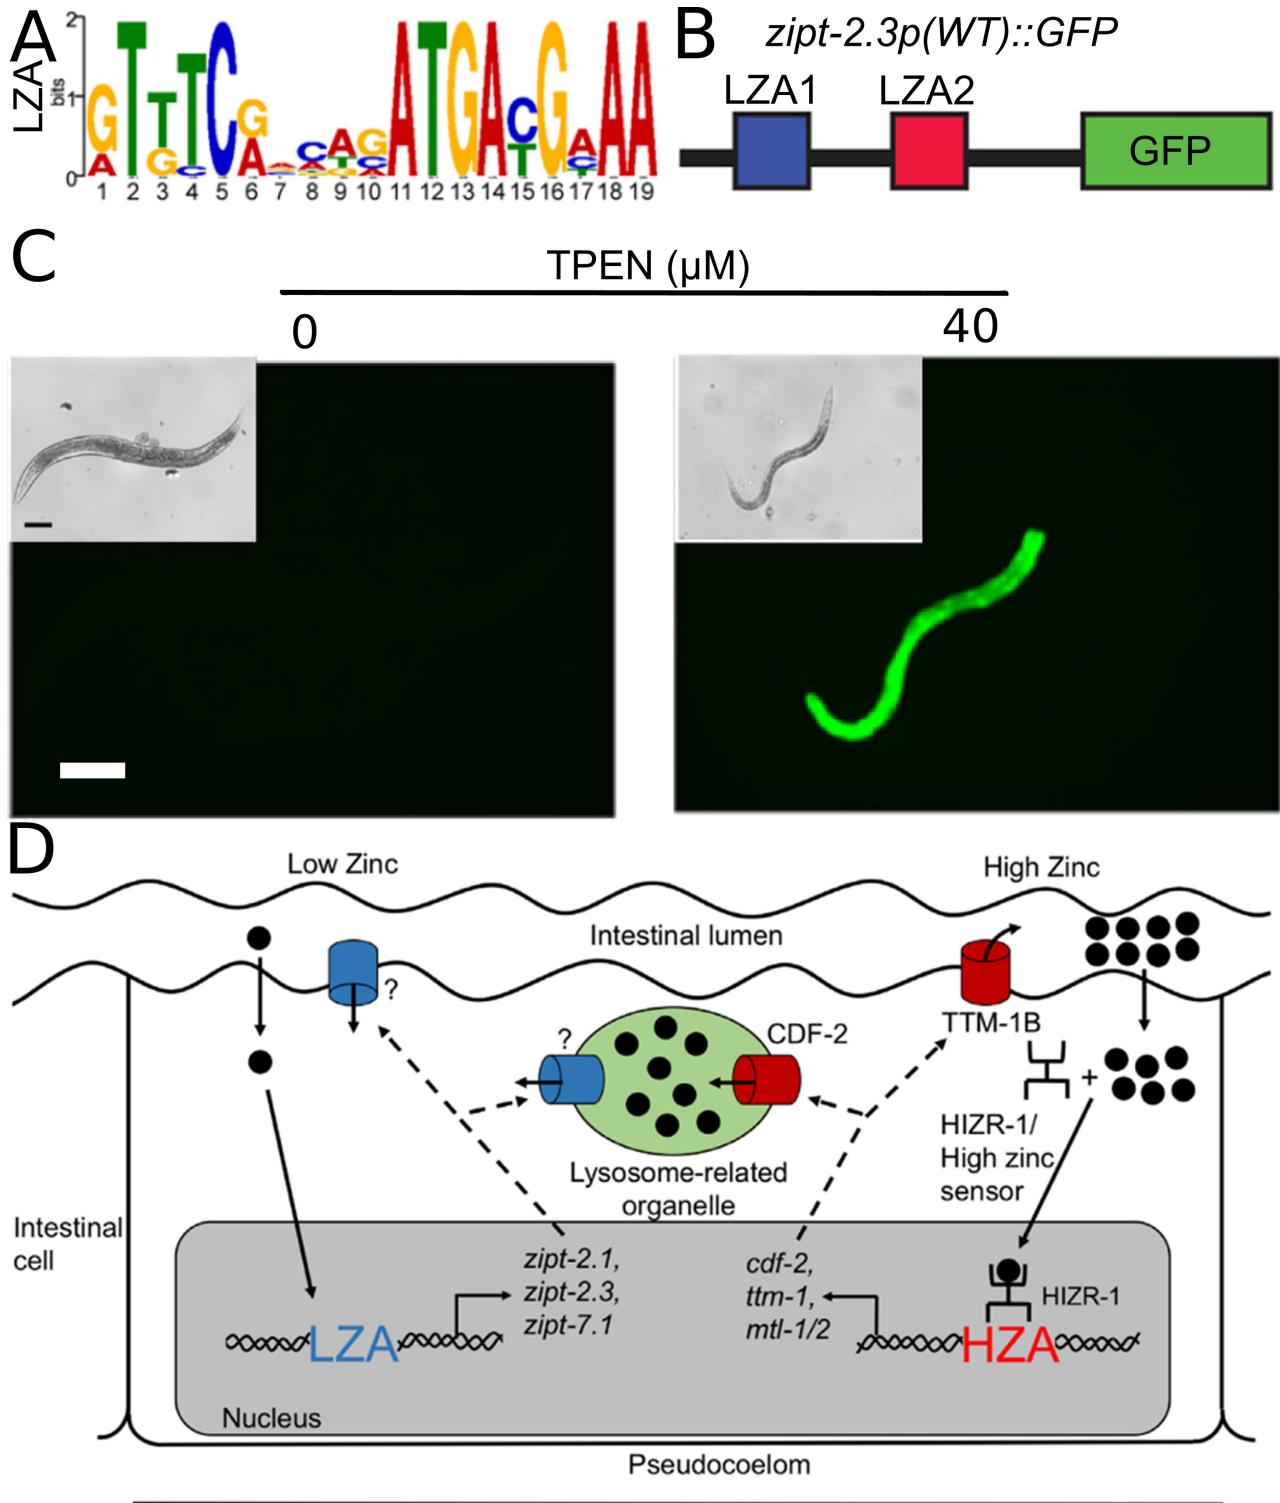 A
LZA
bits
2
1
0
G T T T C G A C A G A T G A C G A A A
A G C A T C T C
1 2 3 4 5 6 7 8 9 10 11 12 13 14 15 16 17 18 19
B
zipt-2.3p(WT)::GFP
LZA1
LZA2
GFP
C
TPEN (µM)
0
40
D
Low Zinc
High Zinc
Intestinal lumen
?
?
CDF-2
TTM-1B
+
HIZR-1/
High zinc
sensor
Lysosome-related
organelle
Intestinal
cell
zipt-2.1,
zipt-2.3,
zipt-7.1
cdf-2,
ttm-1,
mtl-1/2
HIZR-1
LZA
HZA
Nucleus
Pseudocoelom